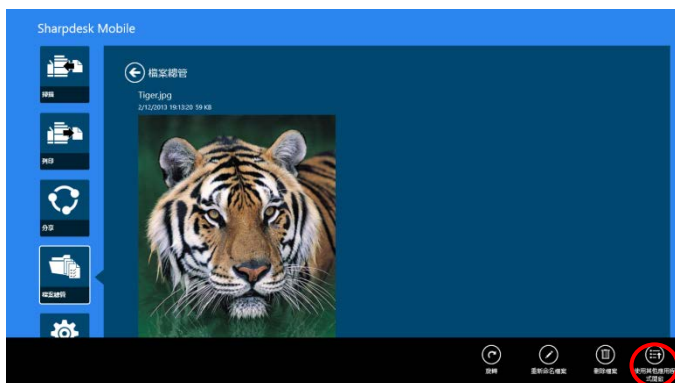 Sharpdesk Mobile
掃描
列印
分享
檔案總管
檔案總管
Tiger.jpg
2/12/2013 19:13:20 59 KB
旋轉
重新命名檔案
刪除檔案
使用其他應用程
式開啟